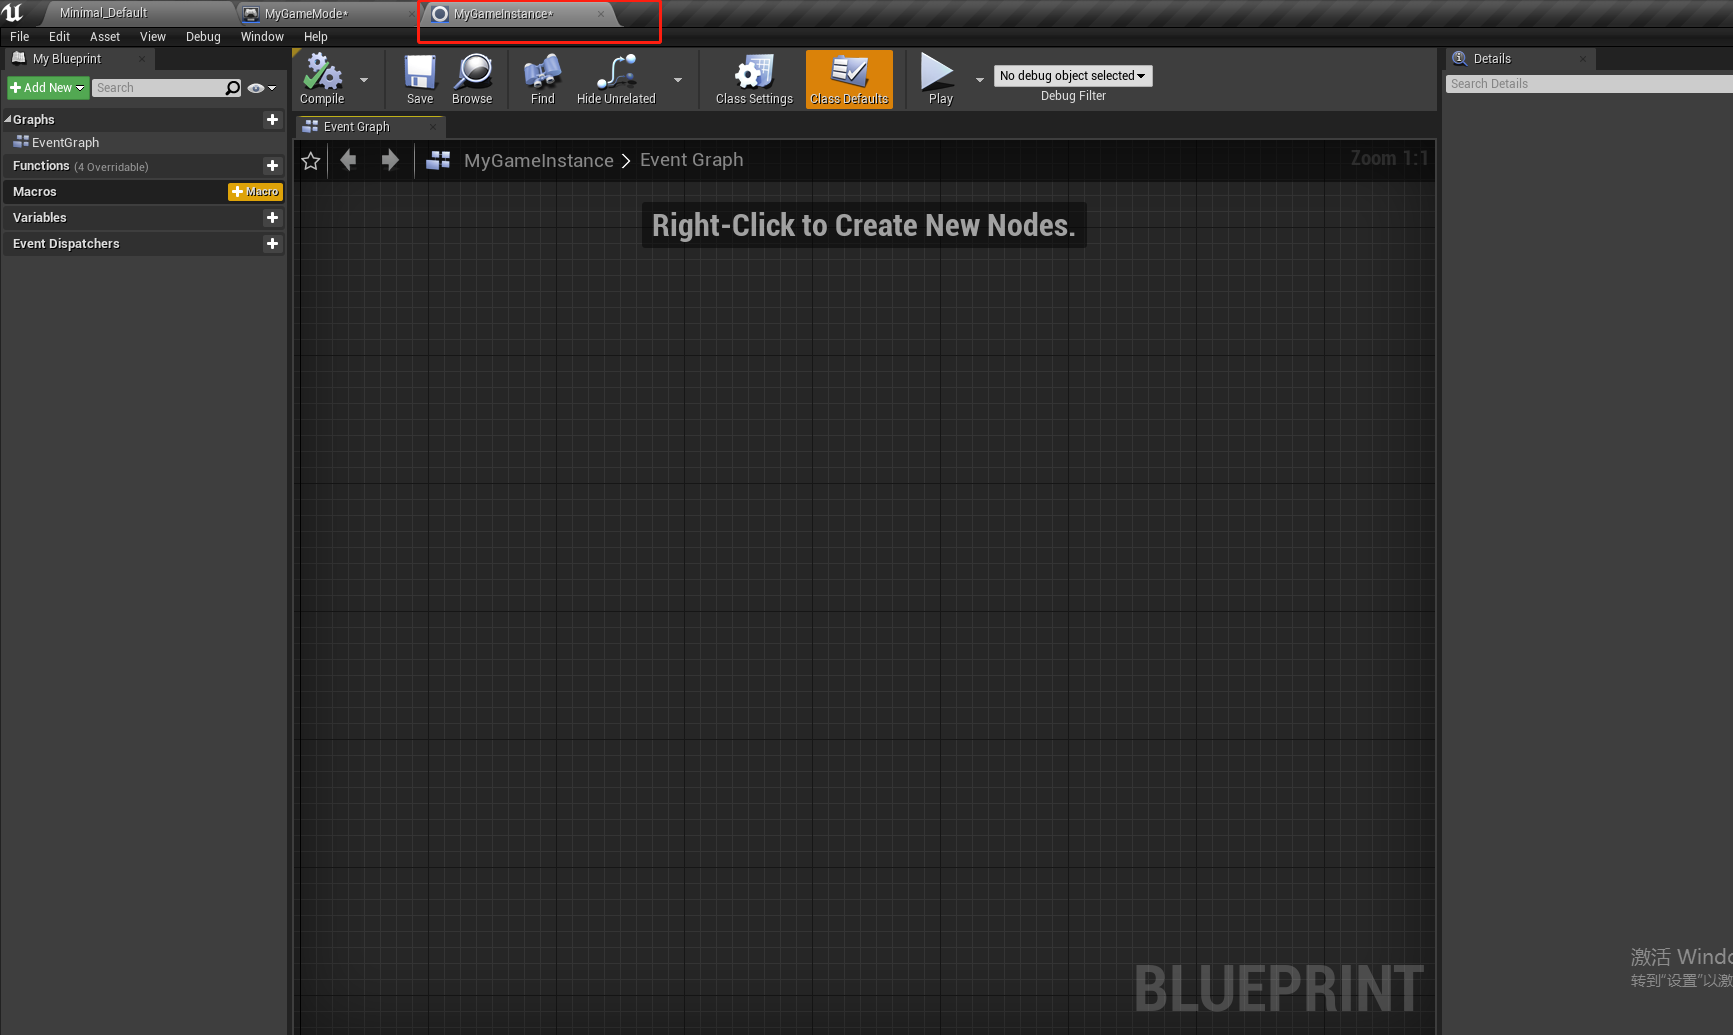 Minimal_Default
MyGameMode*
MyGameInstance*
File Edit Asset View Debug Window Help
My Blueprint
Add New
Search
Graphs
EventGraph
Functions (4 Overridable)
Macros
Macro
Variables
Event Dispatchers
Compile
Save
Browse
Find
Hide Unrelated
Class Settings
Class Defaults
Play
No debug object selected
Debug Filter
Event Graph
MyGameInstance > Event Graph
Zoom 1:1
Right-Click to Create New Nodes.
BLUEPRINT
Details
Search Details
激活 Windo
转到“设置”以激